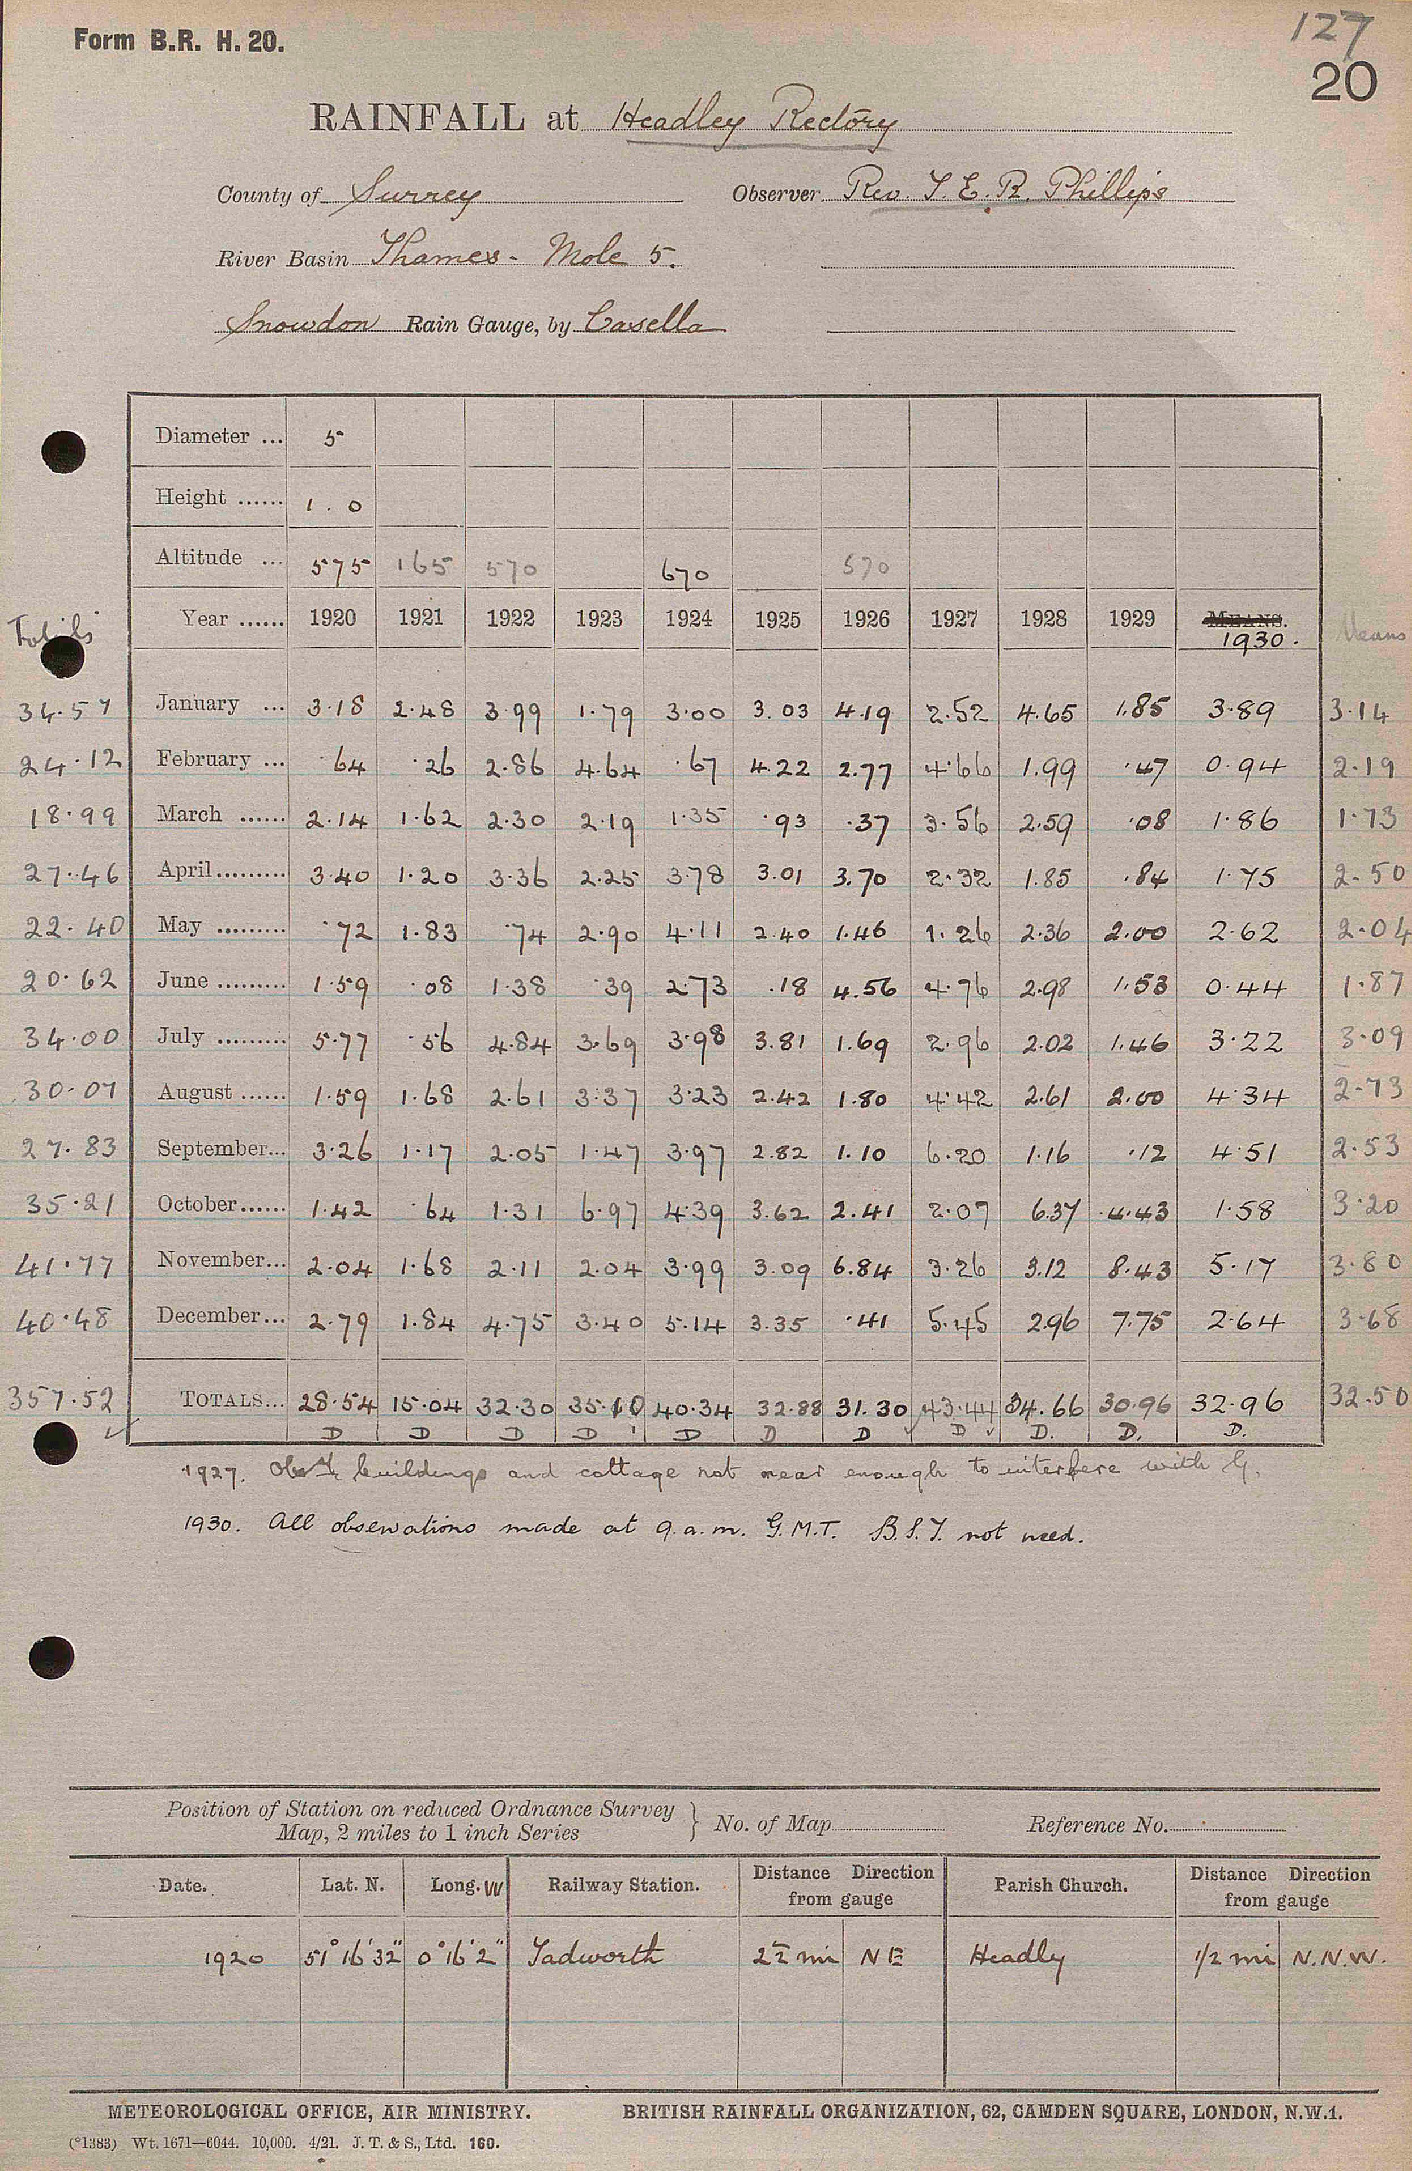 127
Form B.R. H. 20.
20
RAINFALL at Headley Rectory
County of Surrey Observer Rev. T. E. R. Phillips
River Basin Thames - Mole 5.
Snowdon Rain Gauge, by Casella
Diameter ... 5
Height ...... 1 . 0
Altitude ... 575 165 570 670 570
Totals Year ...... 1920 1921 1922 1923 1924 1925 1926 1927 1928 1929 MEANS. 1930. Means
34.57 January ... 3.18 2.48 3.99 1.79 3.00 3.03 4.19 2.52 4.65 1.85 3.89 3.14
24.12 February ... .64 .26 2.86 4.64 .67 4.22 2.77 4.66 1.99 .47 0.94 2.19
18.99 March ...... 2.14 1.62 2.30 2.19 1.35 .93 .37 3.56 2.59 .08 1.86 1.73
27.46 April......... 3.40 1.20 3.36 2.25 3.78 3.01 3.70 2.32 1.85 .84 1.75 2.50
22.40 May ......... .72 1.83 .74 2.90 4.11 2.40 1.46 1.26 2.36 2.00 2.62 2.04
20.62 June ......... 1.59 .08 1.38 .39 2.73 .18 4.56 4.76 2.98 1.53 0.44 1.87
34.00 July ......... 5.77 .56 4.84 3.69 3.98 3.81 1.69 2.96 2.02 1.46 3.22 3.09
30.07 August ...... 1.59 1.68 2.61 3.37 3.23 2.42 1.80 4.42 2.61 2.00 4.34 2.73
27.83 September... 3.26 1.17 2.05 1.47 3.97 2.82 1.10 6.20 1.16 .12 4.51 2.53
35.21 October...... 1.42 .64 1.31 6.97 4.39 3.62 2.41 2.07 6.37 4.43 1.58 3.20
41.77 November... 2.04 1.68 2.11 2.04 3.99 3.09 6.84 3.26 3.12 8.43 5.17 3.80
40.48 December... 2.79 1.84 4.75 3.40 5.14 3.35 .41 5.45 2.96 7.75 2.64 3.68
357.52 TOTALS... 28.54 15.04 32.30 35.10 40.34 32.88 31.30 43.44 34.66 30.96 32.96 32.50
D D D D D D D D D. D. D.
1927. Obs buildings and cottage not near enough to interfere with G.
1930. All observations made at 9. a.m. G.M.T. B.S.T. not used.
Position of Station on reduced Ordnance Survey Map, 2 miles to 1 inch Series } No. of Map Reference No.
Date. Lat. N. Long. W Railway Station. Distance Direction from gauge Parish Church. Distance Direction from gauge
1920 51° 16' 32" 0° 16' 2" Tadworth 2½ mi NE Headly 1/2 mi N.N.W.
METEOROLOGICAL OFFICE, AIR MINISTRY. BRITISH RAINFALL ORGANIZATION, 62, CAMDEN SQUARE, LONDON, N.W.1.
(*1383) Wt. 1671—6044. 10,000. 4/21. J. T. & S., Ltd. 160.